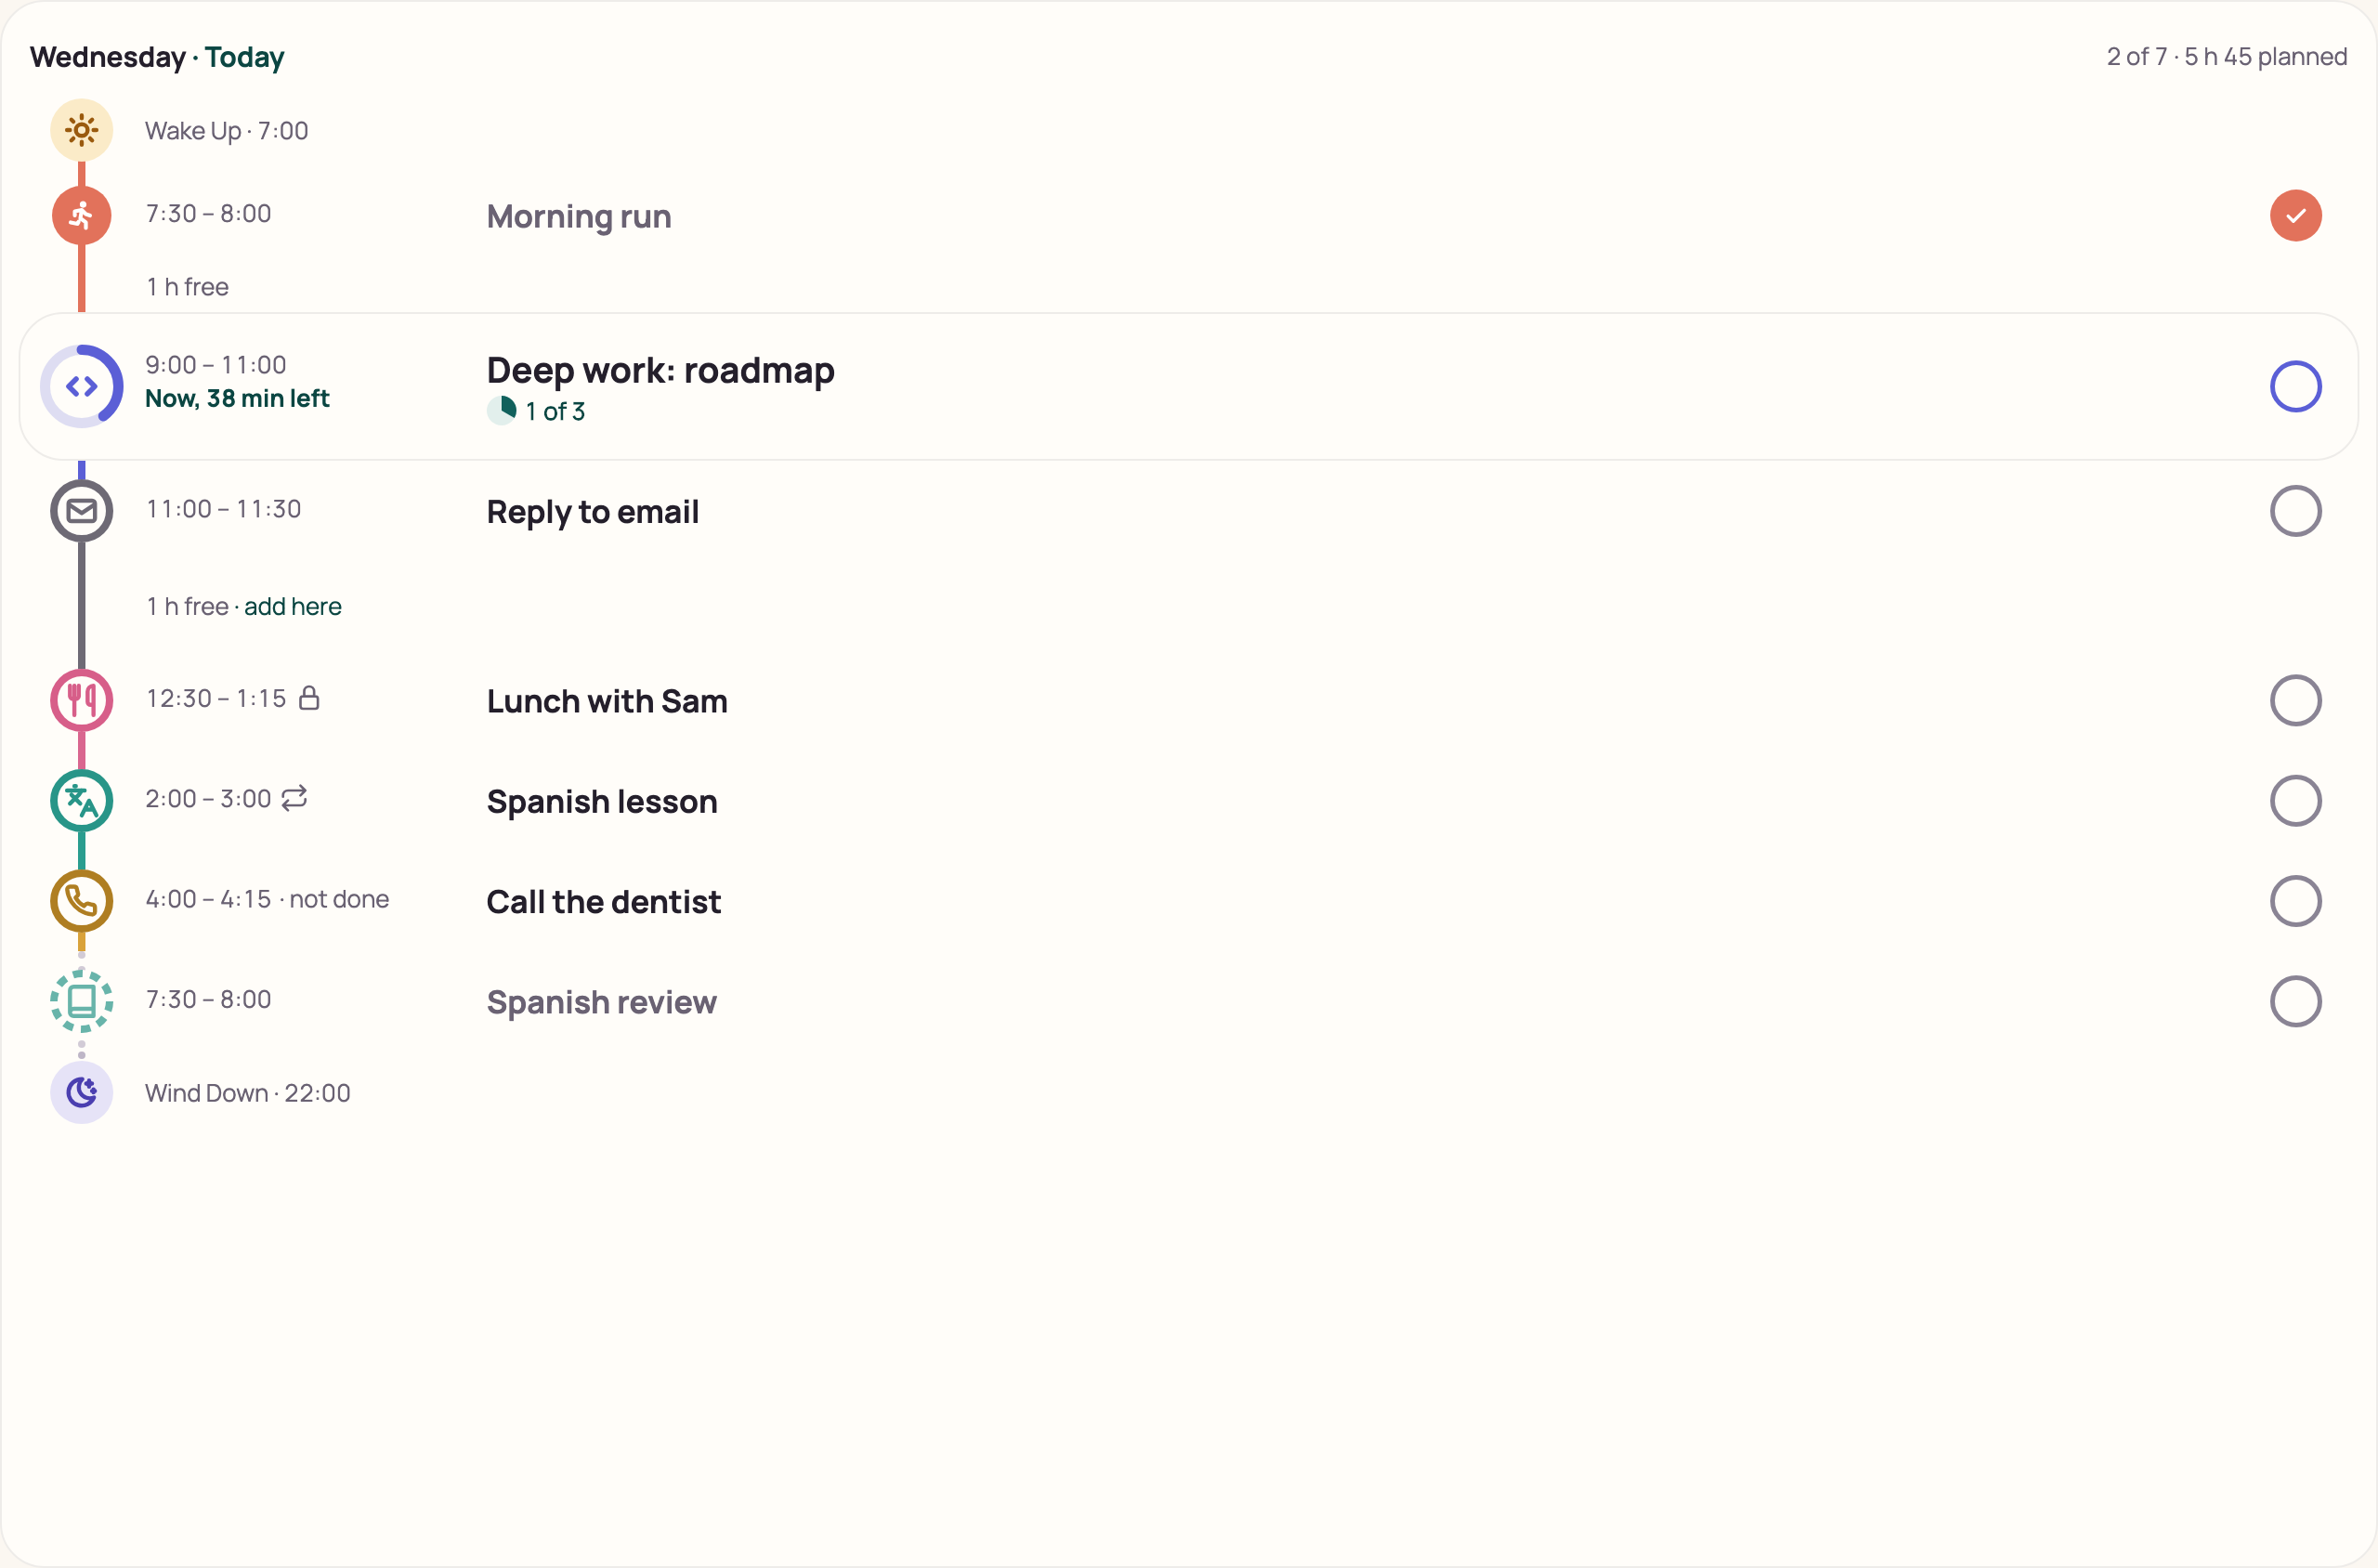 Wednesday · Today
2 of 7 · 5 h 45 planned
Wake Up · 7:00
7:30 – 8:00
Morning run
1 h free
9:00 – 11:00
Now, 38 min left
Deep work: roadmap
1 of 3
11:00 – 11:30
Reply to email
1 h free · add here
12:30 – 1:15
Lunch with Sam
2:00 – 3:00
Spanish lesson
4:00 – 4:15 · not done
Call the dentist
7:30 – 8:00
Spanish review
Wind Down · 22:00